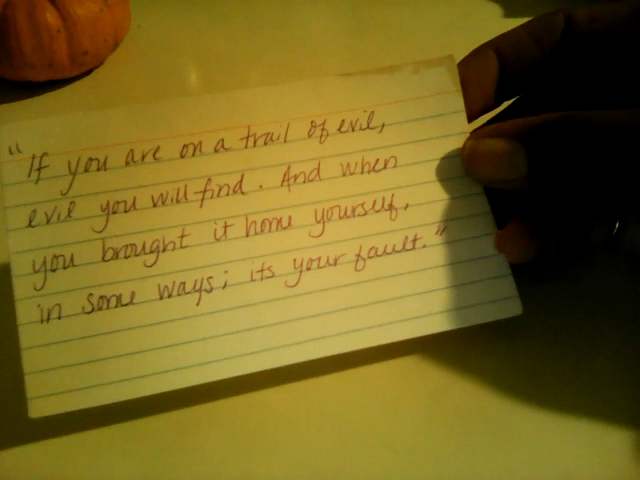 "If you are on a trail of evil,
evil you will find. And when
you brought it home yourself,
in some ways; its your fault."